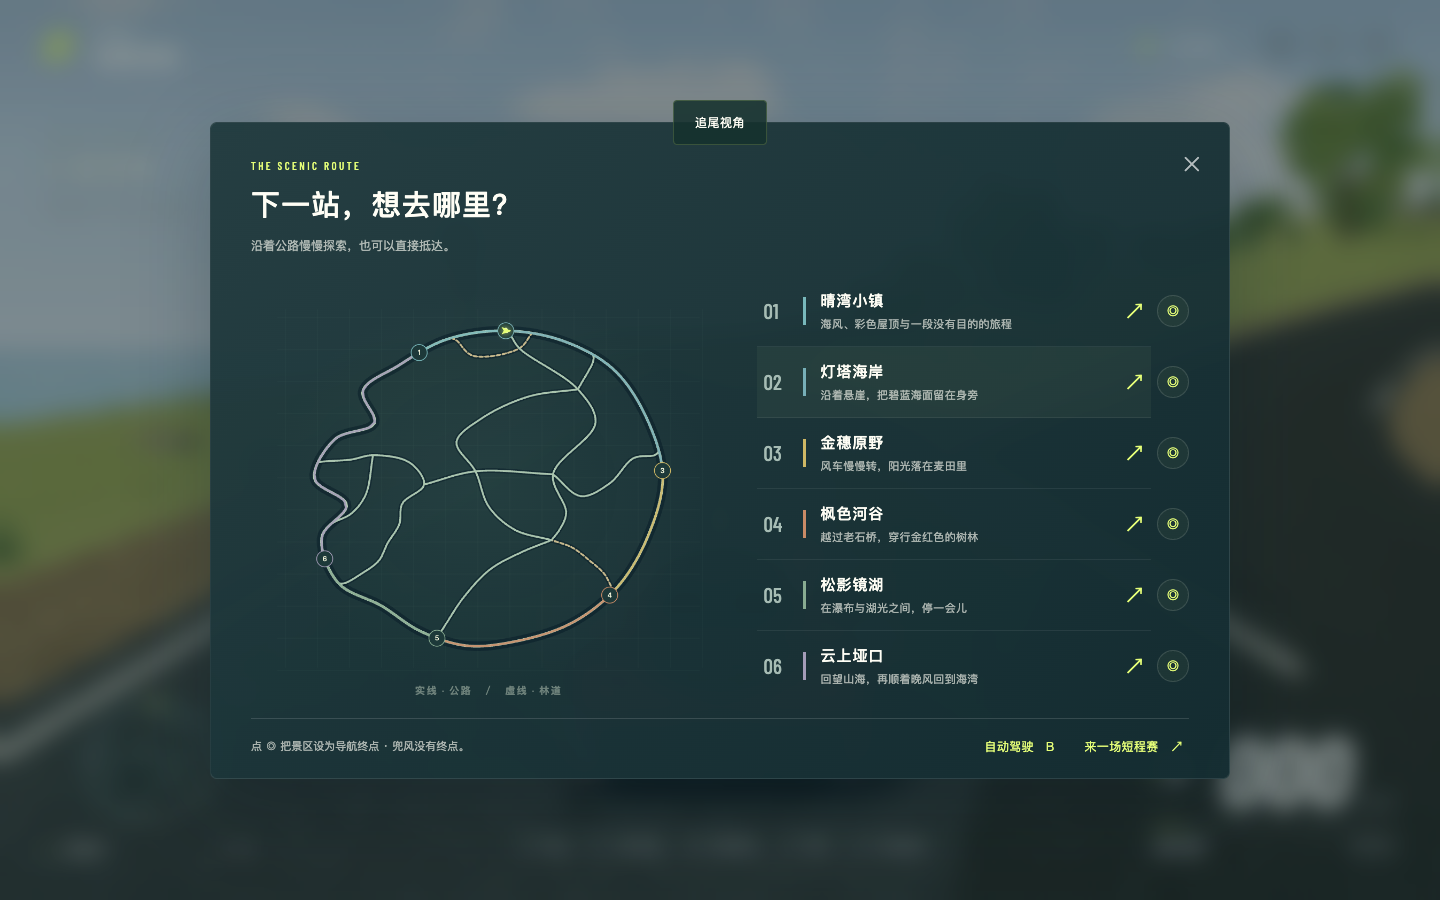 追尾视角
THE SCENIC ROUTE
下一站，想去哪里？
沿着公路慢慢探索，也可以直接抵达。
1
3
6
4
5
实线 · 公路 / 虚线 · 林道
01 晴湾小镇
海风、彩色屋顶与一段没有目的的旅程
02 灯塔海岸
沿着悬崖，把碧蓝海面留在身旁
03 金穗原野
风车慢慢转，阳光落在麦田里
04 枫色河谷
越过老石桥，穿行金红色的树林
05 松影镜湖
在瀑布与湖光之间，停一会儿
06 云上垭口
回望山海，再顺着晚风回到海湾
点 ◎ 把景区设为导航终点 · 兜风没有终点。
自动驾驶 B 来一场短程赛 ↗